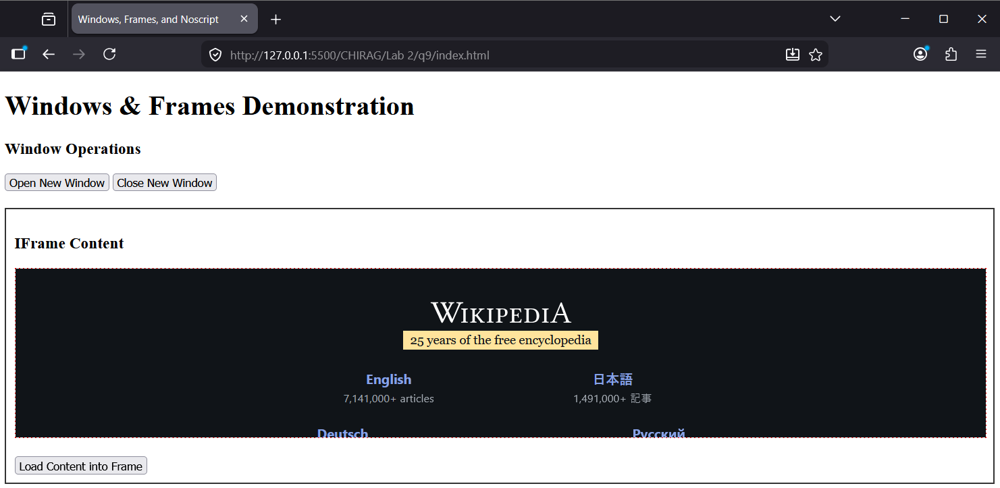 Windows, Frames, and Noscript
http://127.0.0.1:5500/CHIRAG/Lab 2/q9/index.html
Windows & Frames Demonstration
Window Operations
Open New Window Close New Window
IFrame Content
WIKIPEDIA
25 years of the free encyclopedia
English 日本語
7,141,000+ articles 1,491,000+ 記事
Deutsch Русский
Load Content into Frame